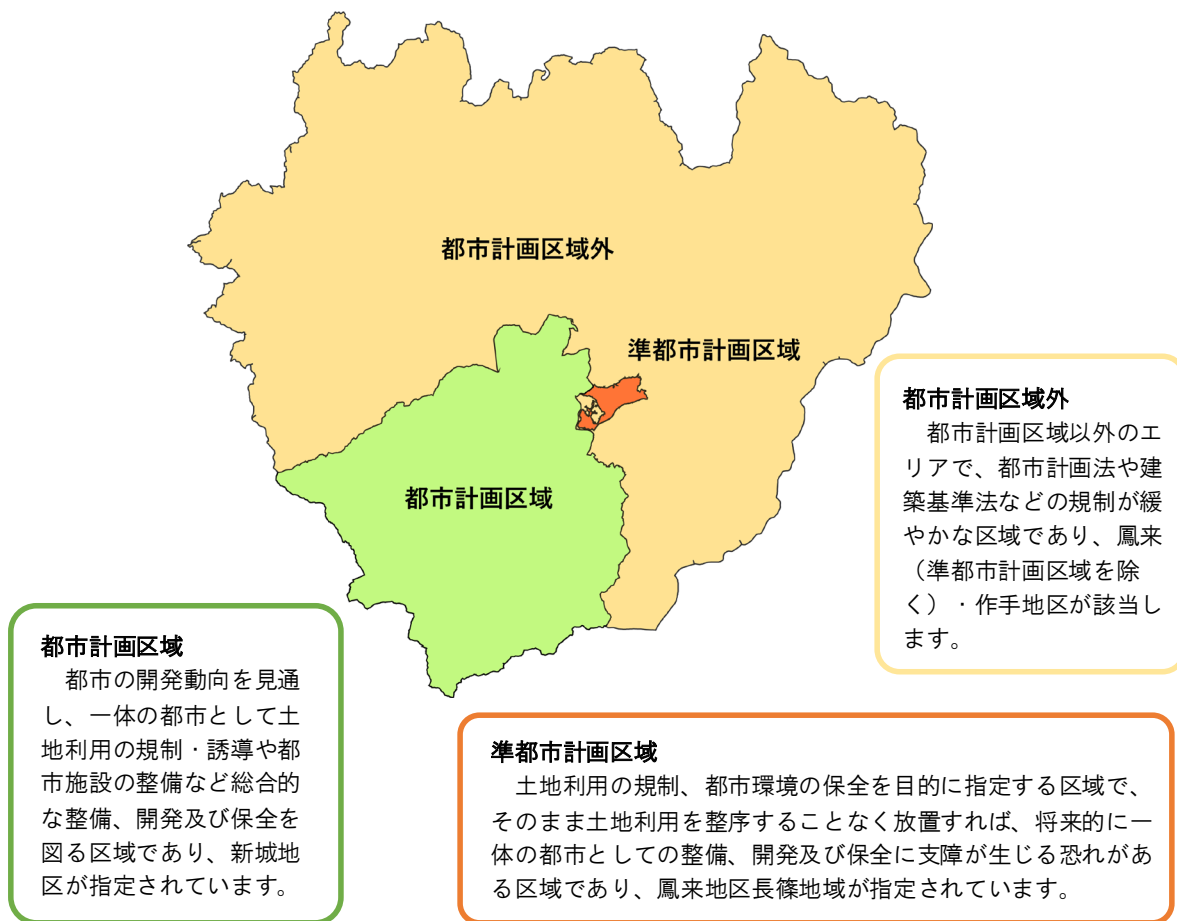 都市計画区域外
準都市計画区域
都市計画区域
都市計画区域外
　都市計画区域以外のエ
リアで、都市計画法や建
築基準法などの規制が緩
やかな区域であり、鳳来
（準都市計画区域を除
く）・作手地区が該当し
ます。
都市計画区域
　都市の開発動向を見通
し、一体の都市として土
地利用の規制・誘導や都
市施設の整備など総合的
な整備、開発及び保全を
図る区域であり、新城地
区が指定されています。
準都市計画区域
　土地利用の規制、都市環境の保全を目的に指定する区域で、
そのまま土地利用を整序することなく放置すれば、将来的に一
体の都市としての整備、開発及び保全に支障が生じる恐れがあ
る区域であり、鳳来地区長篠地域が指定されています。